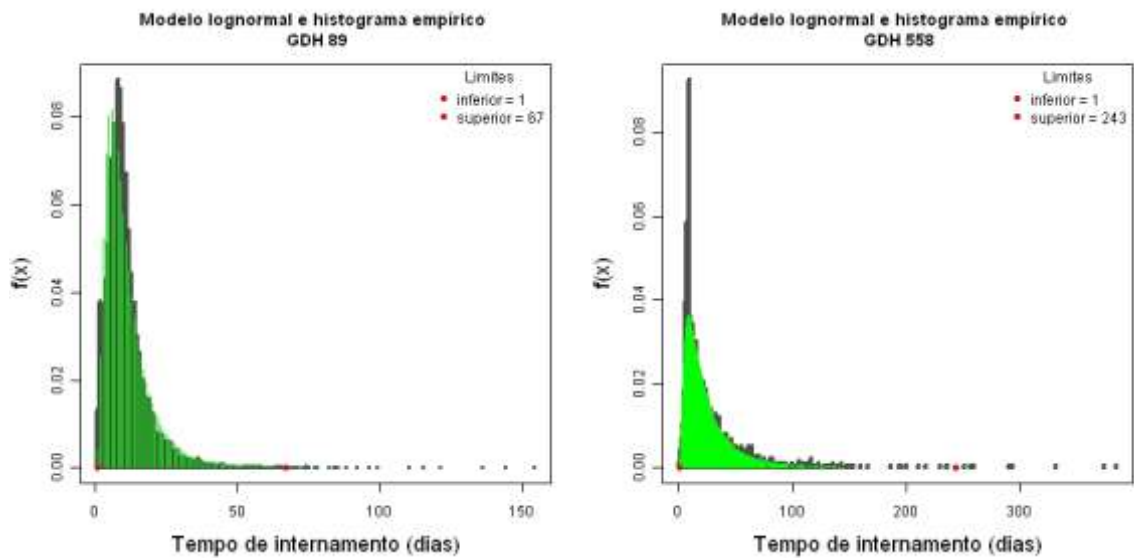 Modelo lognormal e histograma empírico
GDH 89
Limites
inferior = 1
superior = 67
f(x)
0.08
0.06
0.04
0.02
0.00
0
50
100
150
Tempo de internamento (dias)
Modelo lognormal e histograma empírico
GDH 558
Limites
inferior = 1
superior = 243
f(x)
0.08
0.06
0.04
0.02
0.00
0
100
200
300
Tempo de internamento (dias)